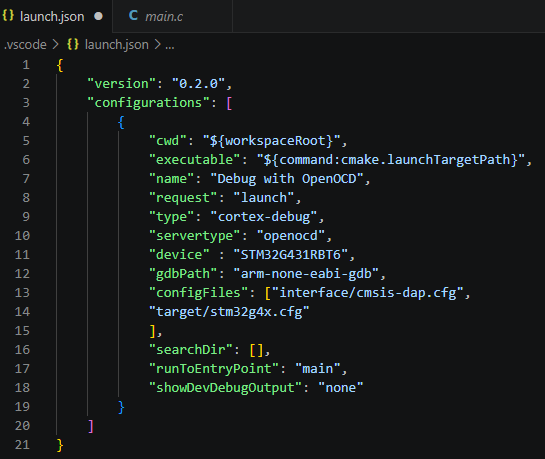 launch.json ● C main.c
.vscode > {} launch.json > ...
1 {
2 "version": "0.2.0",
3 "configurations": [
4 {
5 "cwd": "${workspaceRoot}",
6 "executable": "${command:cmake.launchTargetPath}",
7 "name": "Debug with OpenOCD",
8 "request": "launch",
9 "type": "cortex-debug",
10 "servertype": "openocd",
11 "device" : "STM32G431RBT6",
12 "gdbPath": "arm-none-eabi-gdb",
13 "configFiles": ["interface/cmsis-dap.cfg",
14 "target/stm32g4x.cfg"
15 ],
16 "searchDir": [],
17 "runToEntryPoint": "main",
18 "showDevDebugOutput": "none"
19 }
20 ]
21 }